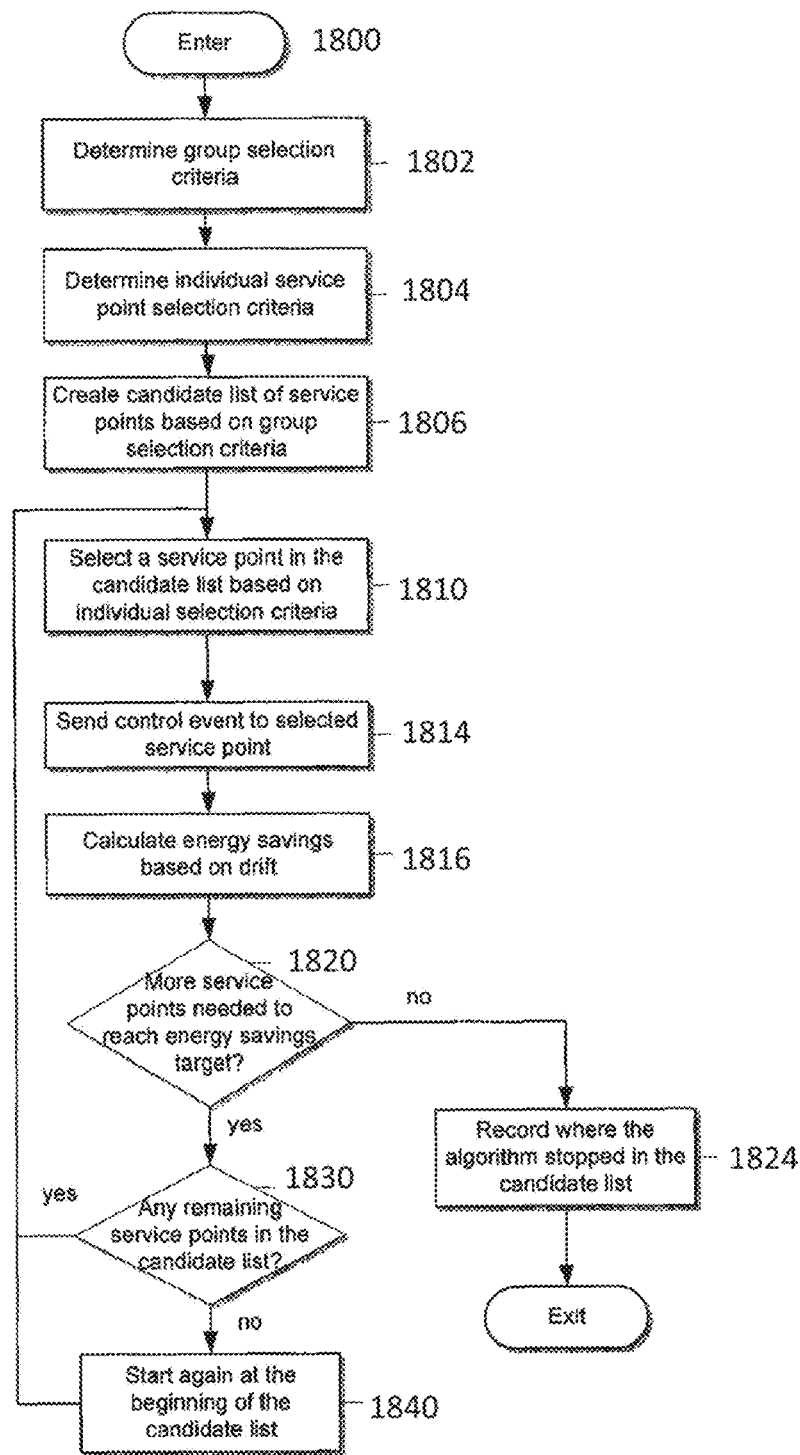 Enter
1800
Determine group selection
criteria
1802
Determine individual service
point selection criteria
1804
Create candidate list of service
points based on group
selection criteria
1806
Select a service point in the
candidate list based on
individual selection criteria
1810
Send control event to selected
service point
1814
Calculate energy savings
based on drift
1816
1820
More service
points needed to
reach energy savings
target?
no
yes
Record where the
algorithm stopped in the
candidate list
1824
yes
1830
Any remaining
service points in the
candidate list?
Exit
no
Start again at the
beginning of the
candidate list
1840